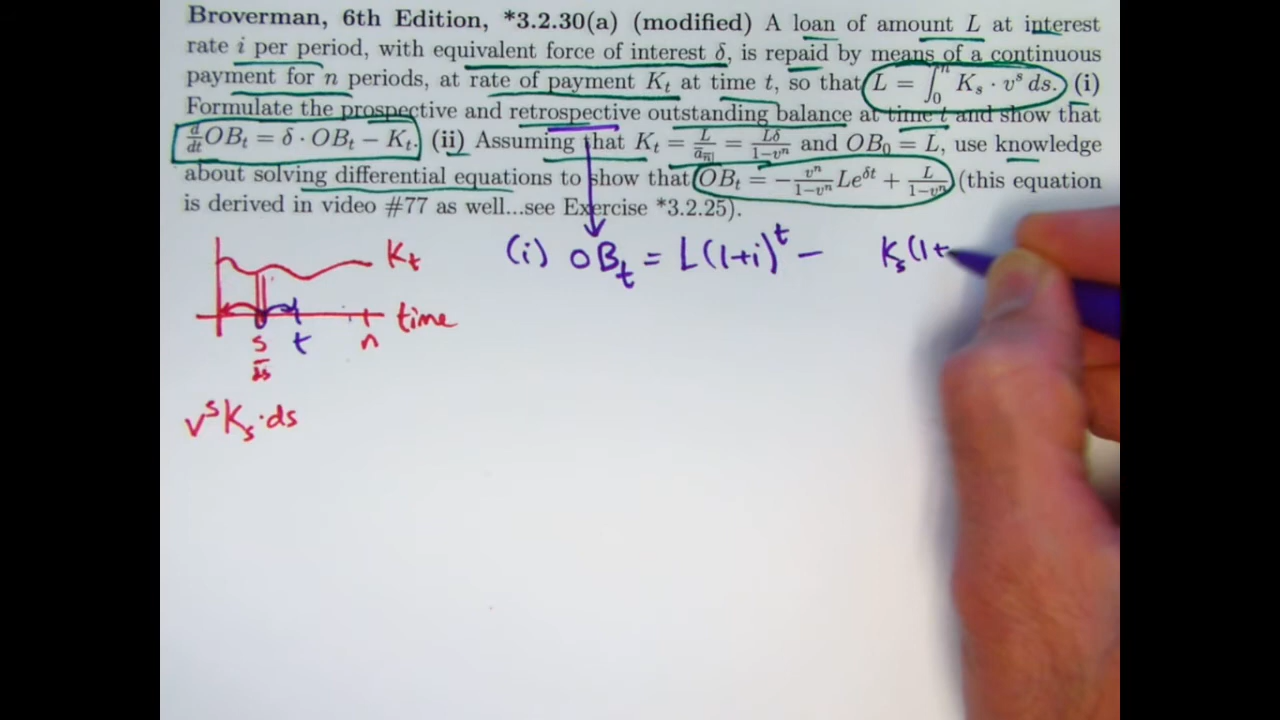 Broverman, 6th Edition, *3.2.30(a) (modified) A loan of amount L at interest
rate i per period, with equivalent force of interest δ, is repaid by means of a continuous
payment for n periods, at rate of payment K_t at time t, so that L = ∫_0^n K_s · v^s ds. (i)
Formulate the prospective and retrospective outstanding balance at time t and show that
d/dt OB_t = δ · OB_t − K_t. (ii) Assuming that K_t = L/ā_n̅| = Lδ/(1−v^n) and OB_0 = L, use knowledge
about solving differential equations to show that OB_t = −v^n/(1−v^n) Le^{δt} + L/(1−v^n) (this equation
is derived in video #77 as well...see Exercise *3.2.25).
K_t
(i) OB_t = L(1+i)^t − K_s(1+
time
s t n
ds
v^s K_s · ds